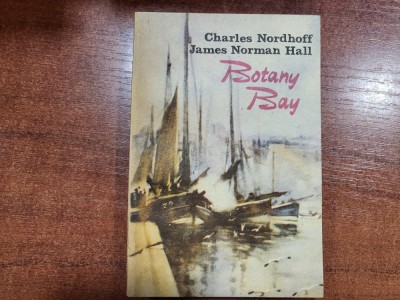 Charles Nordhoff
James Norman Hall
Botany
Bay